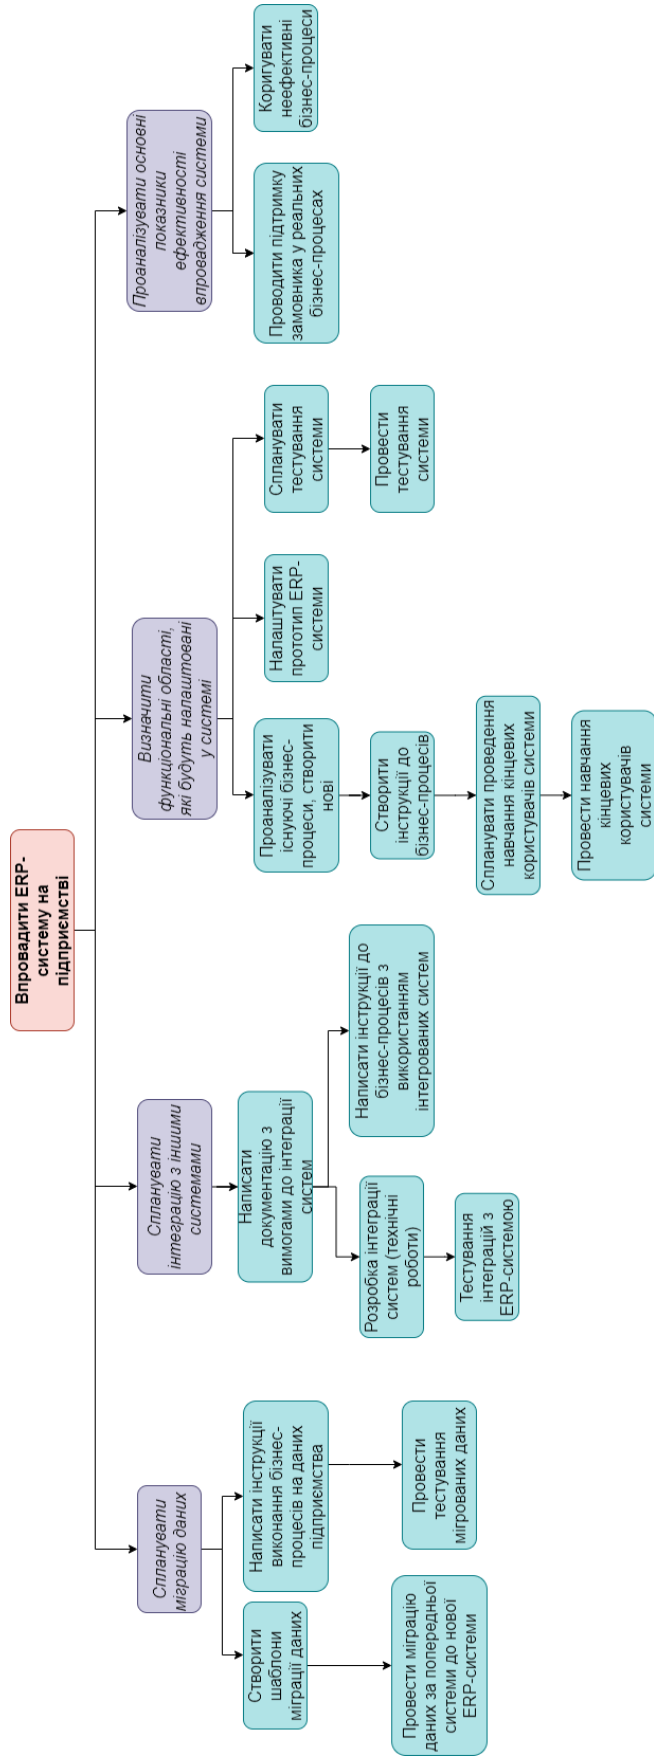 Впровадити ERP-
систему на
підприємстві
Спланувати
міграцію даних
Спланувати
інтеграцію з іншими
системами
Визначити
функціональні області,
які будуть налаштовані
у системі
Проаналізувати основні
показники
ефективності
впровадження системи
Створити
шаблони
міграції даних
Написати інструкції
виконання бізнес-
процесів на даних
підприємства
Написати
документацію з
вимогами до інтеграції
систем
Проаналізувати
існуючі бізнес-
процеси, створити
нові
Налаштувати
прототип ERP-
системи
Спланувати
тестування
системи
Проводити підтримку
замовника у реальних
бізнес-процесах
Коригувати
неефективні
бізнес-процеси
Провести міграцію
даних за попередньої
системи до нової
ERP-системи
Провести
тестування
мігрованих даних
Розробка інтеграції
систем (технічні
роботи)
Написати інструкції до
бізнес-процесів з
використанням
інтегрованих систем
Створити
інструкції до
бізнес-процесів
Провести
тестування
системи
Тестування
інтеграцій з
ERP-системою
Спланувати проведення
навчання кінцевих
користувачів системи
Провести навчання
кінцевих
користувачів
системи